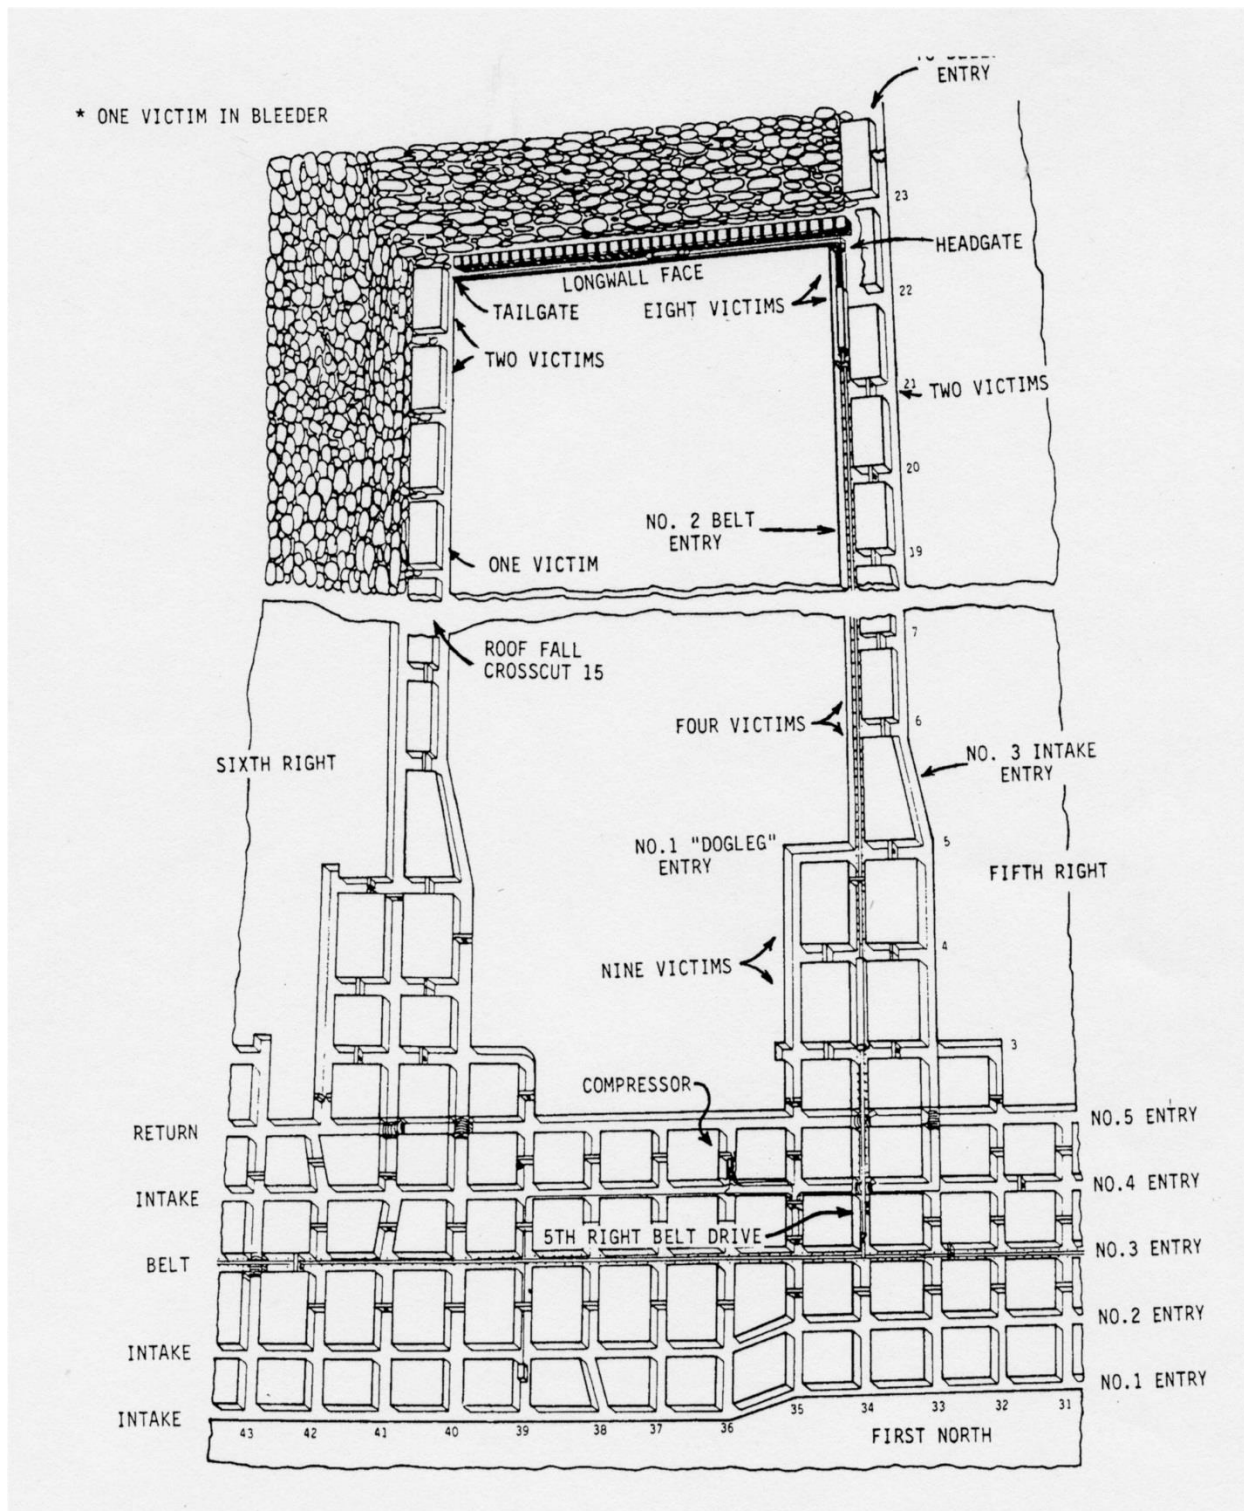 ENTRY
* ONE VICTIM IN BLEEDER
23
HEADGATE
LONGWALL FACE
22
TAILGATE
EIGHT VICTIMS
TWO VICTIMS
21
TWO VICTIMS
20
NO. 2 BELT
ENTRY
19
ONE VICTIM
7
ROOF FALL
CROSSCUT 15
FOUR VICTIMS
6
SIXTH RIGHT
NO. 3 INTAKE
ENTRY
NO.1 "DOGLEG"
ENTRY
5
FIFTH RIGHT
4
NINE VICTIMS
3
COMPRESSOR
RETURN
NO.5 ENTRY
INTAKE
NO.4 ENTRY
5TH RIGHT BELT DRIVE
BELT
NO.3 ENTRY
NO.2 ENTRY
INTAKE
NO.1 ENTRY
INTAKE
43 42 41 40 39 38 37 36 35 34 33 32 31
FIRST NORTH